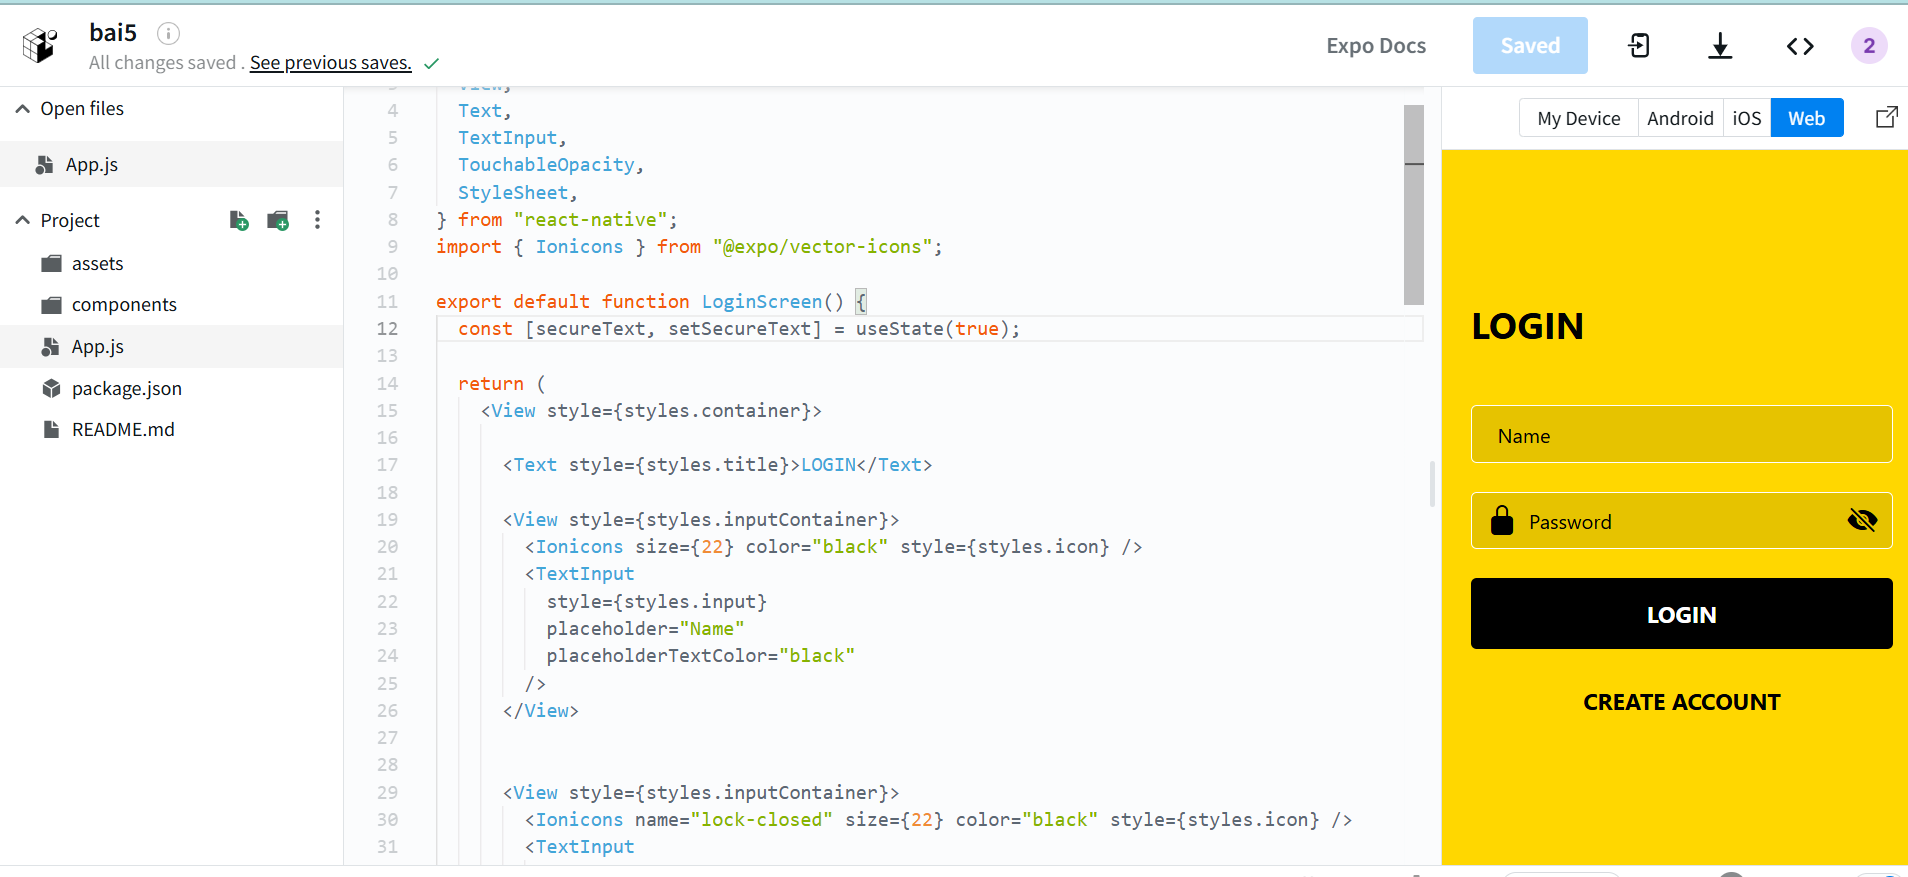 bai5
All changes saved . See previous saves.
Expo Docs
Saved
2
Open files
App.js
Project
assets
components
App.js
package.json
README.md
3 View,
4 Text,
5 TextInput,
6 TouchableOpacity,
7 StyleSheet,
8 } from "react-native";
9 import { Ionicons } from "@expo/vector-icons";
10
11 export default function LoginScreen() {
12 const [secureText, setSecureText] = useState(true);
13
14 return (
15 <View style={styles.container}>
16
17 <Text style={styles.title}>LOGIN</Text>
18
19 <View style={styles.inputContainer}>
20 <Ionicons size={22} color="black" style={styles.icon} />
21 <TextInput
22 style={styles.input}
23 placeholder="Name"
24 placeholderTextColor="black"
25 />
26 </View>
27
28
29 <View style={styles.inputContainer}>
30 <Ionicons name="lock-closed" size={22} color="black" style={styles.icon} />
31 <TextInput
My Device Android iOS Web
LOGIN
Name
Password
LOGIN
CREATE ACCOUNT